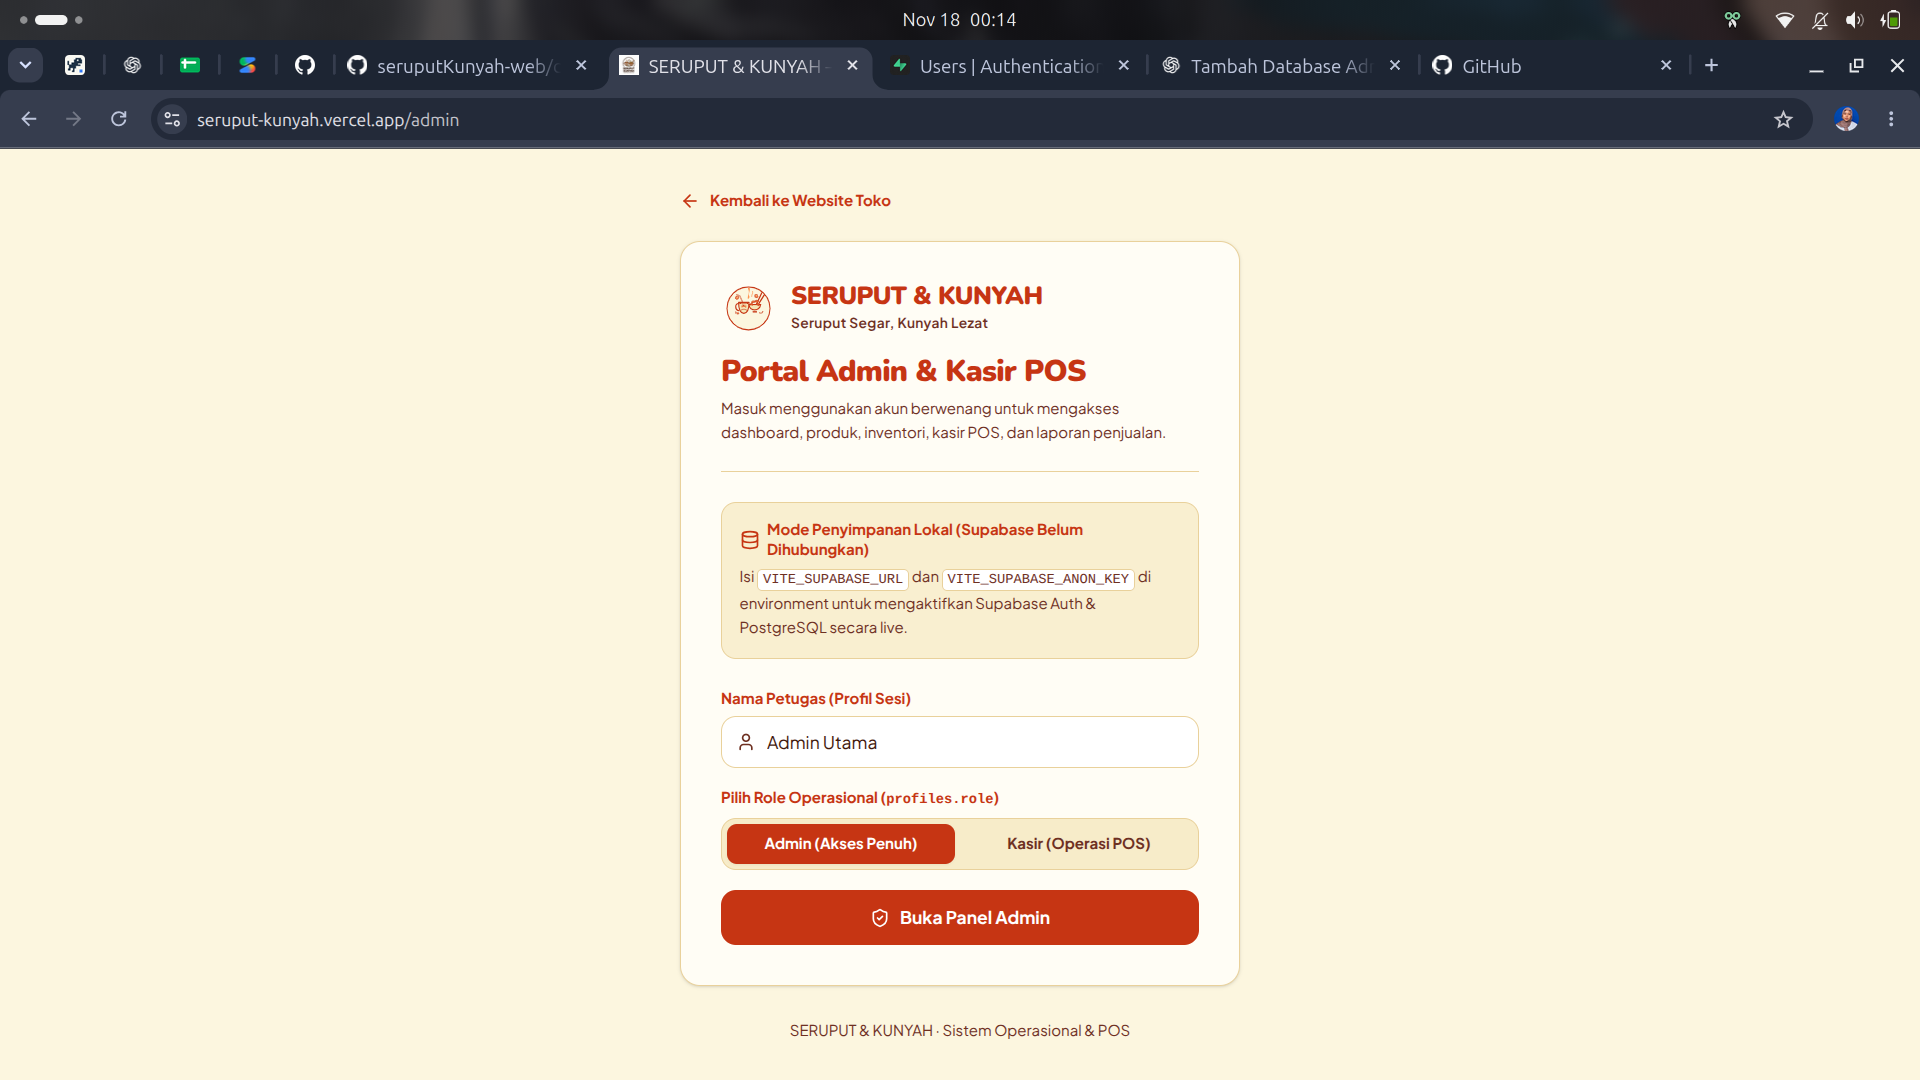 Nov 18 00:14
seruputKunyah-web/
SERUPUT & KUNYAH
Users | Authentication
Tambah Database Ad
GitHub
seruput-kunyah.vercel.app/admin
Kembali ke Website Toko
SERUPUT & KUNYAH
Seruput Segar, Kunyah Lezat
Portal Admin & Kasir POS
Masuk menggunakan akun berwenang untuk mengakses
dashboard, produk, inventori, kasir POS, dan laporan penjualan.
Mode Penyimpanan Lokal (Supabase Belum
Dihubungkan)
Isi VITE_SUPABASE_URL dan VITE_SUPABASE_ANON_KEY di
environment untuk mengaktifkan Supabase Auth &
PostgreSQL secara live.
Nama Petugas (Profil Sesi)
Admin Utama
Pilih Role Operasional (profiles.role)
Admin (Akses Penuh)
Kasir (Operasi POS)
Buka Panel Admin
SERUPUT & KUNYAH · Sistem Operasional & POS